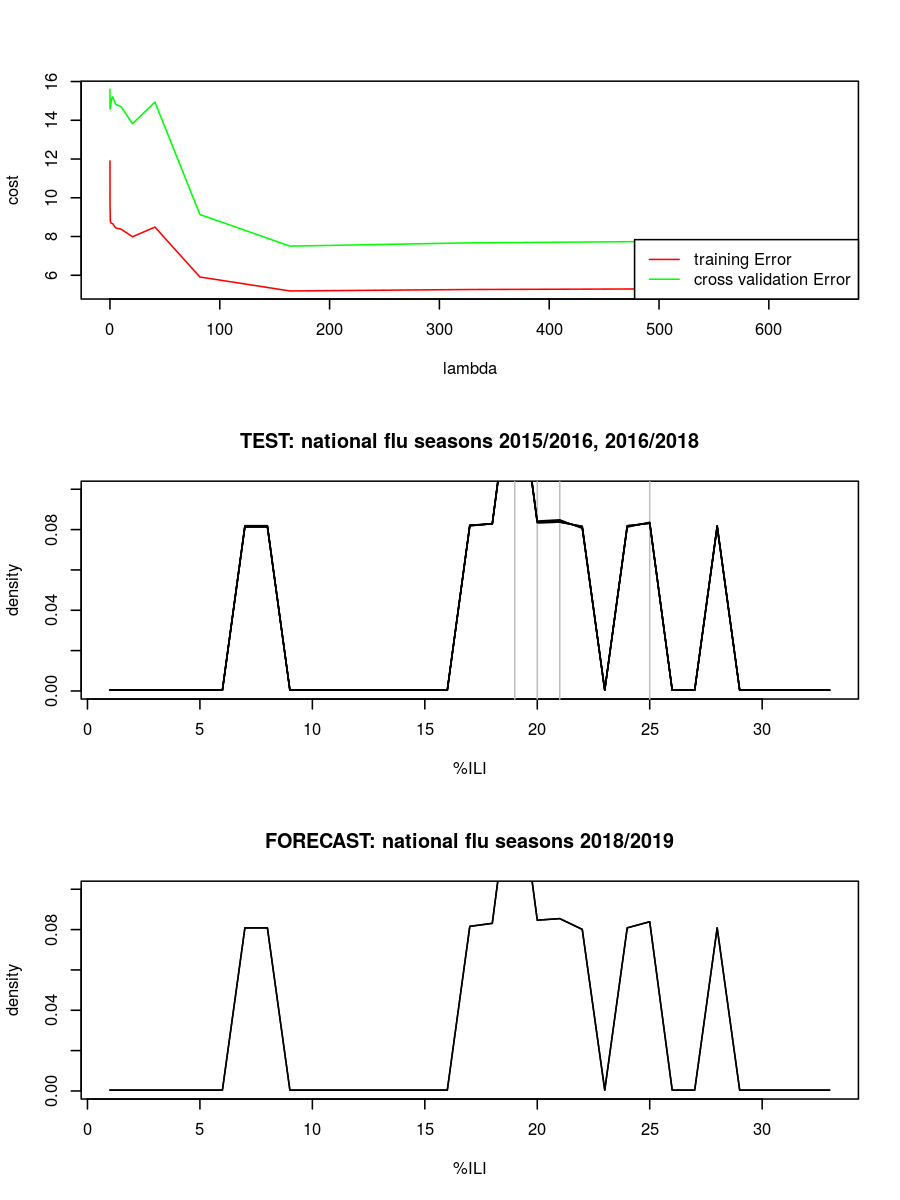 cost
16
14
12
10
8
6
training Error
cross validation Error
0 100 200 300 400 500 600
lambda
TEST: national flu seasons 2015/2016, 2016/2018
density
0.08
0.04
0.00
0 5 10 15 20 25 30
%ILI
FORECAST: national flu seasons 2018/2019
density
0.08
0.04
0.00
0 5 10 15 20 25 30
%ILI